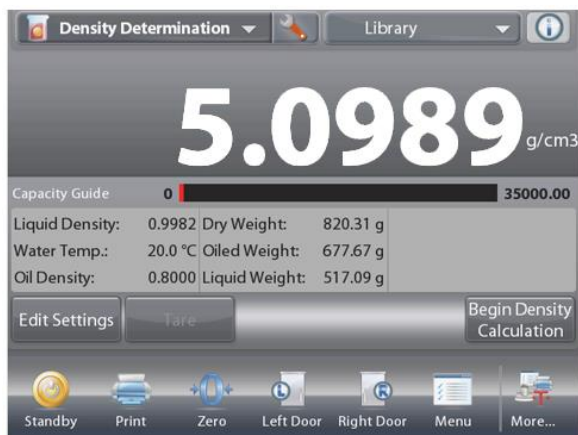 Density Determination
Library
5.0989 g/cm3
Capacity Guide 0 35000.00
Liquid Density: 0.9982 Dry Weight: 820.31 g
Water Temp.: 20.0 °C Oiled Weight: 677.67 g
Oil Density: 0.8000 Liquid Weight: 517.09 g
Edit Settings
Tare
Begin Density
Calculation
L
R
Standby Print Zero Left Door Right Door Menu More...